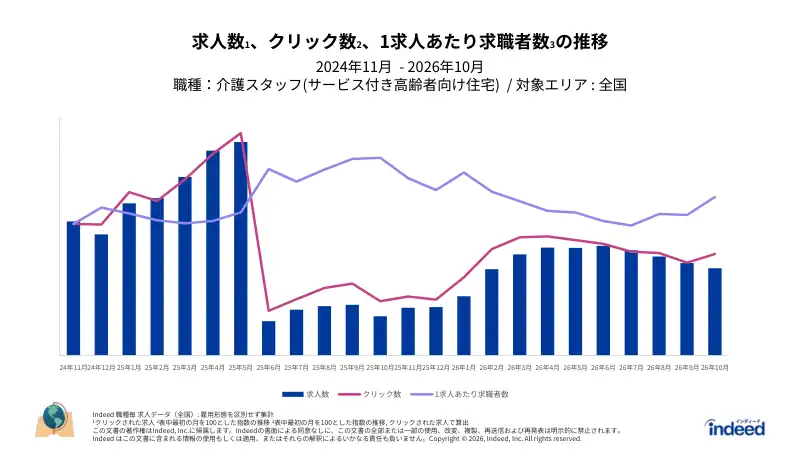 求人数1、クリック数2、1求人あたり求職者数3の推移
2024年11月 - 2026年10月
職種：介護スタッフ(サービス付き高齢者向け住宅) / 対象エリア : 全国
24年11月 24年12月 25年1月 25年2月 25年3月 25年4月 25年5月 25年6月 25年7月 25年8月 25年9月 25年10月 25年11月 25年12月 26年1月 26年2月 26年3月 26年4月 26年5月 26年6月 26年7月 26年8月 26年9月 26年10月
求人数 クリック数 1求人あたり求職者数
Indeed 職種毎 求人データ（全国）: 雇用形態を区別せず集計
¹クリックされた求人 ²表中最初の月を100とした指数の推移 ³表中最初の月を100とした指数の推移, クリックされた求人で算出
この文書の著作権はIndeed, Inc.に帰属します。Indeedの書面による同意なしに、この文書の全部または一部の使用、改変、複製、再送信および再発表は明示的に禁止されます。
Indeed はこの文書に含まれる情報の使用もしくは適用、またはそれらの解釈によるいかなる責任も負いません。Copyright © 2026, Indeed, Inc. All rights reserved.
インディード
indeed